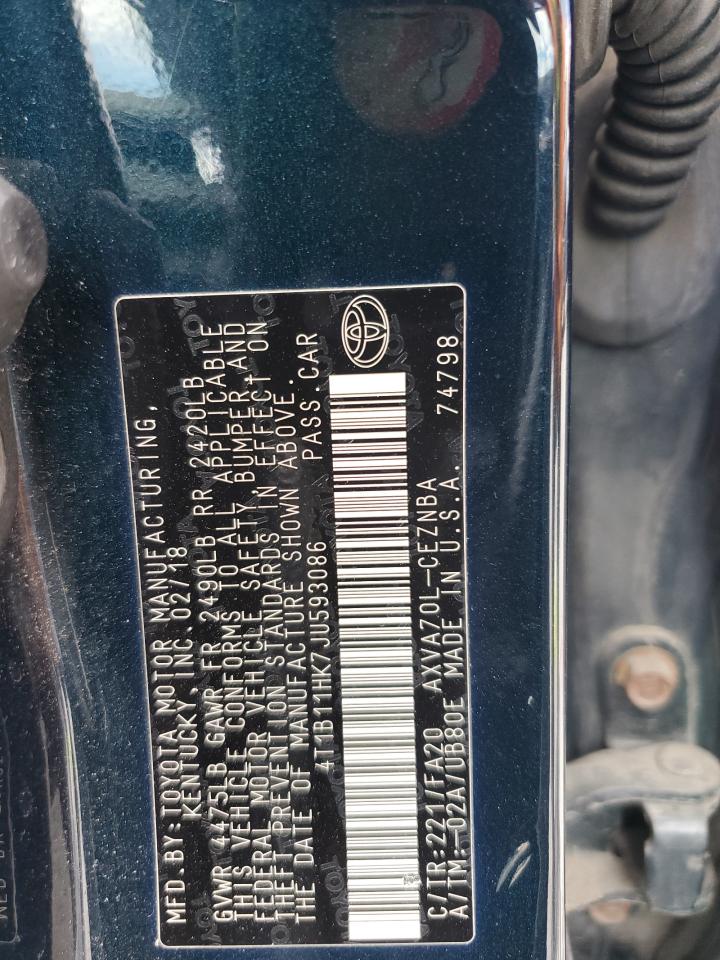 MFD BY:TOYOTA MOTOR MANUFACTURING,
KENTUCKY, INC. 02/18
GVWR 4475LB GAWR FR 2490LB RR 2420LB
THIS VEHICLE CONFORMS TO ALL APPLICABLE
FEDERAL MOTOR VEHICLE SAFETY BUMPER, AND
THEFT PREVENTION STANDARDS IN EFFECT ON
THE DATE OF MANUFACTURE SHOWN ABOVE.
4T1B11HK7JU593086 PASS.CAR
C/TR:221/FA20 AXVA70L-CEZNBA
A/TM:-02A/UB80E MADE IN U.S.A. 74798